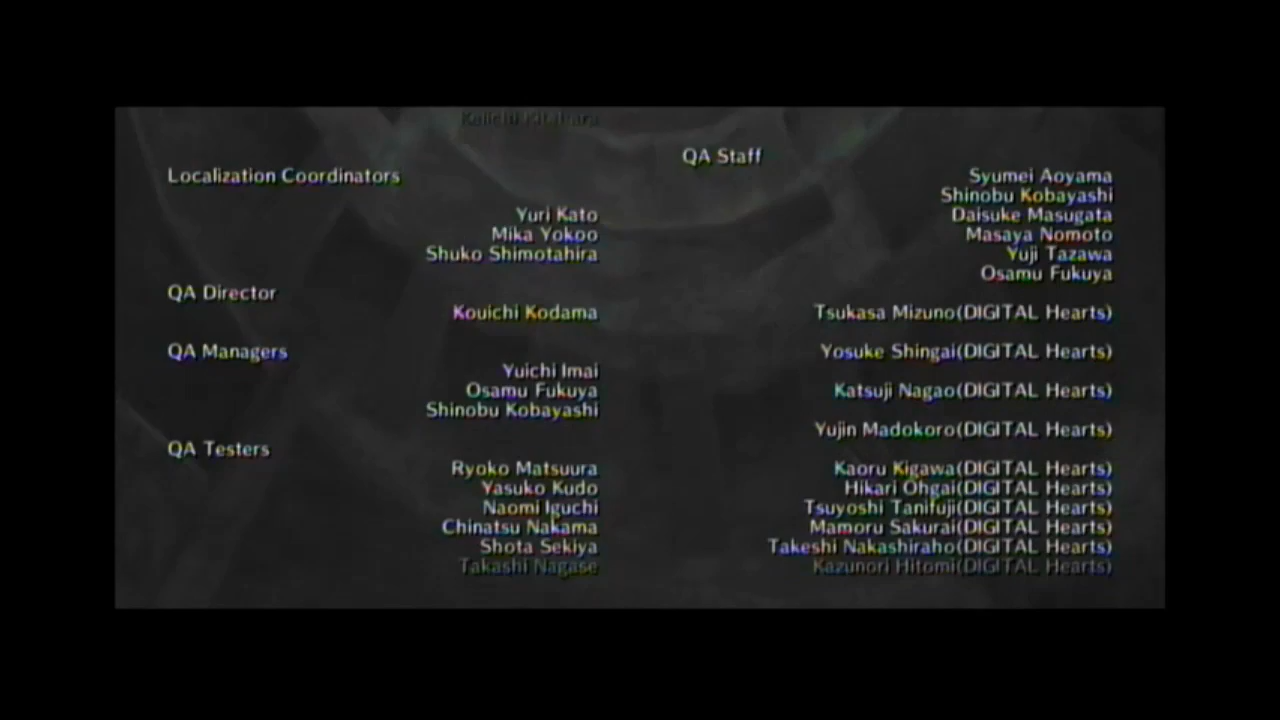 Keiichi Kitahara
Localization Coordinators
Yuri Kato
Mika Yokoo
Shuko Shimotahira
QA Director
Kouichi Kodama
QA Managers
Yuichi Imai
Osamu Fukuya
Shinobu Kobayashi
QA Testers
Ryoko Matsuura
Yasuko Kudo
Naomi Iguchi
Chinatsu Nakama
Shota Sekiya
Takashi Nagase
QA Staff
Syumei Aoyama
Shinobu Kobayashi
Daisuke Masugata
Masaya Nomoto
Yuji Tazawa
Osamu Fukuya
Tsukasa Mizuno(DIGITAL Hearts)
Yosuke Shingai(DIGITAL Hearts)
Katsuji Nagao(DIGITAL Hearts)
Yujin Madokoro(DIGITAL Hearts)
Kaoru Kigawa(DIGITAL Hearts)
Hikari Ohgai(DIGITAL Hearts)
Tsuyoshi Tanifuji(DIGITAL Hearts)
Mamoru Sakurai(DIGITAL Hearts)
Takeshi Nakashiraho(DIGITAL Hearts)
Kazunori Hitomi(DIGITAL Hearts)